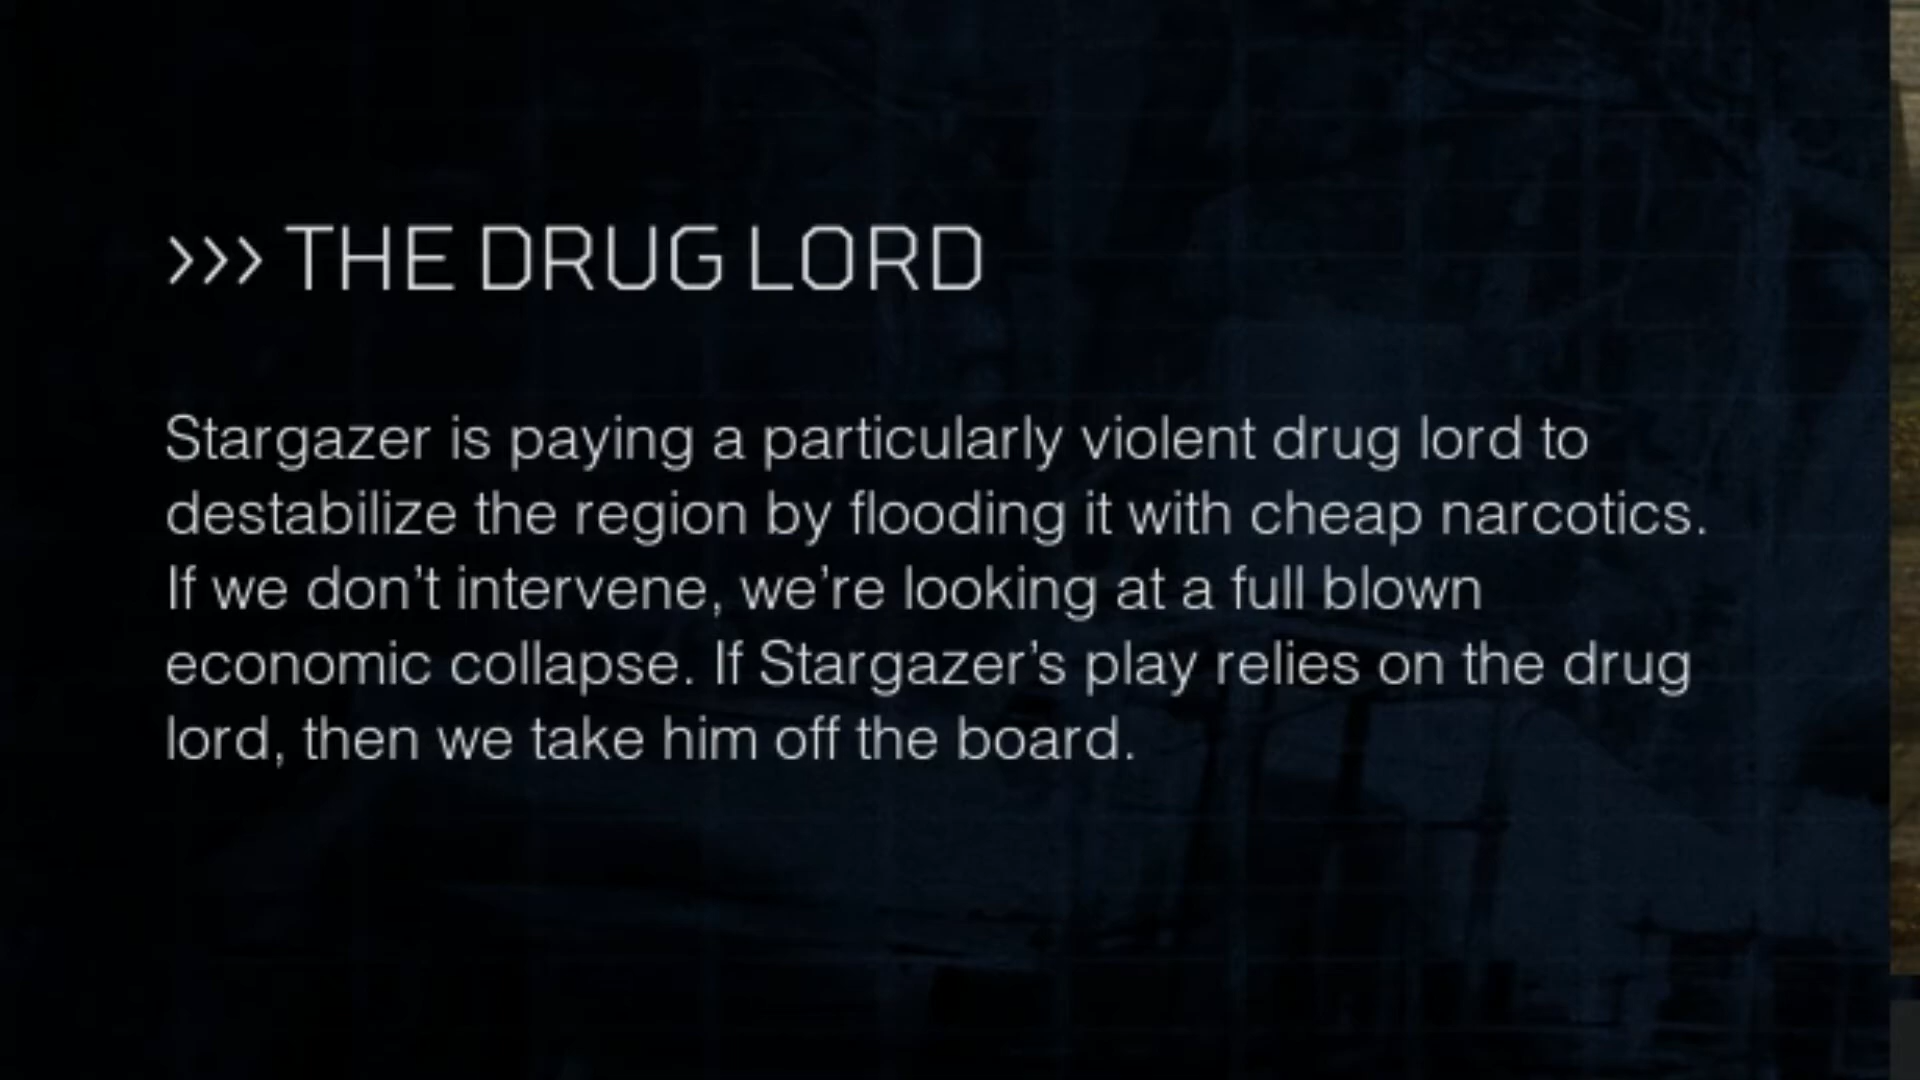 >>> THE DRUG LORD
Stargazer is paying a particularly violent drug lord to
destabilize the region by flooding it with cheap narcotics.
If we don’t intervene, we’re looking at a full blown
economic collapse. If Stargazer’s play relies on the drug
lord, then we take him off the board.